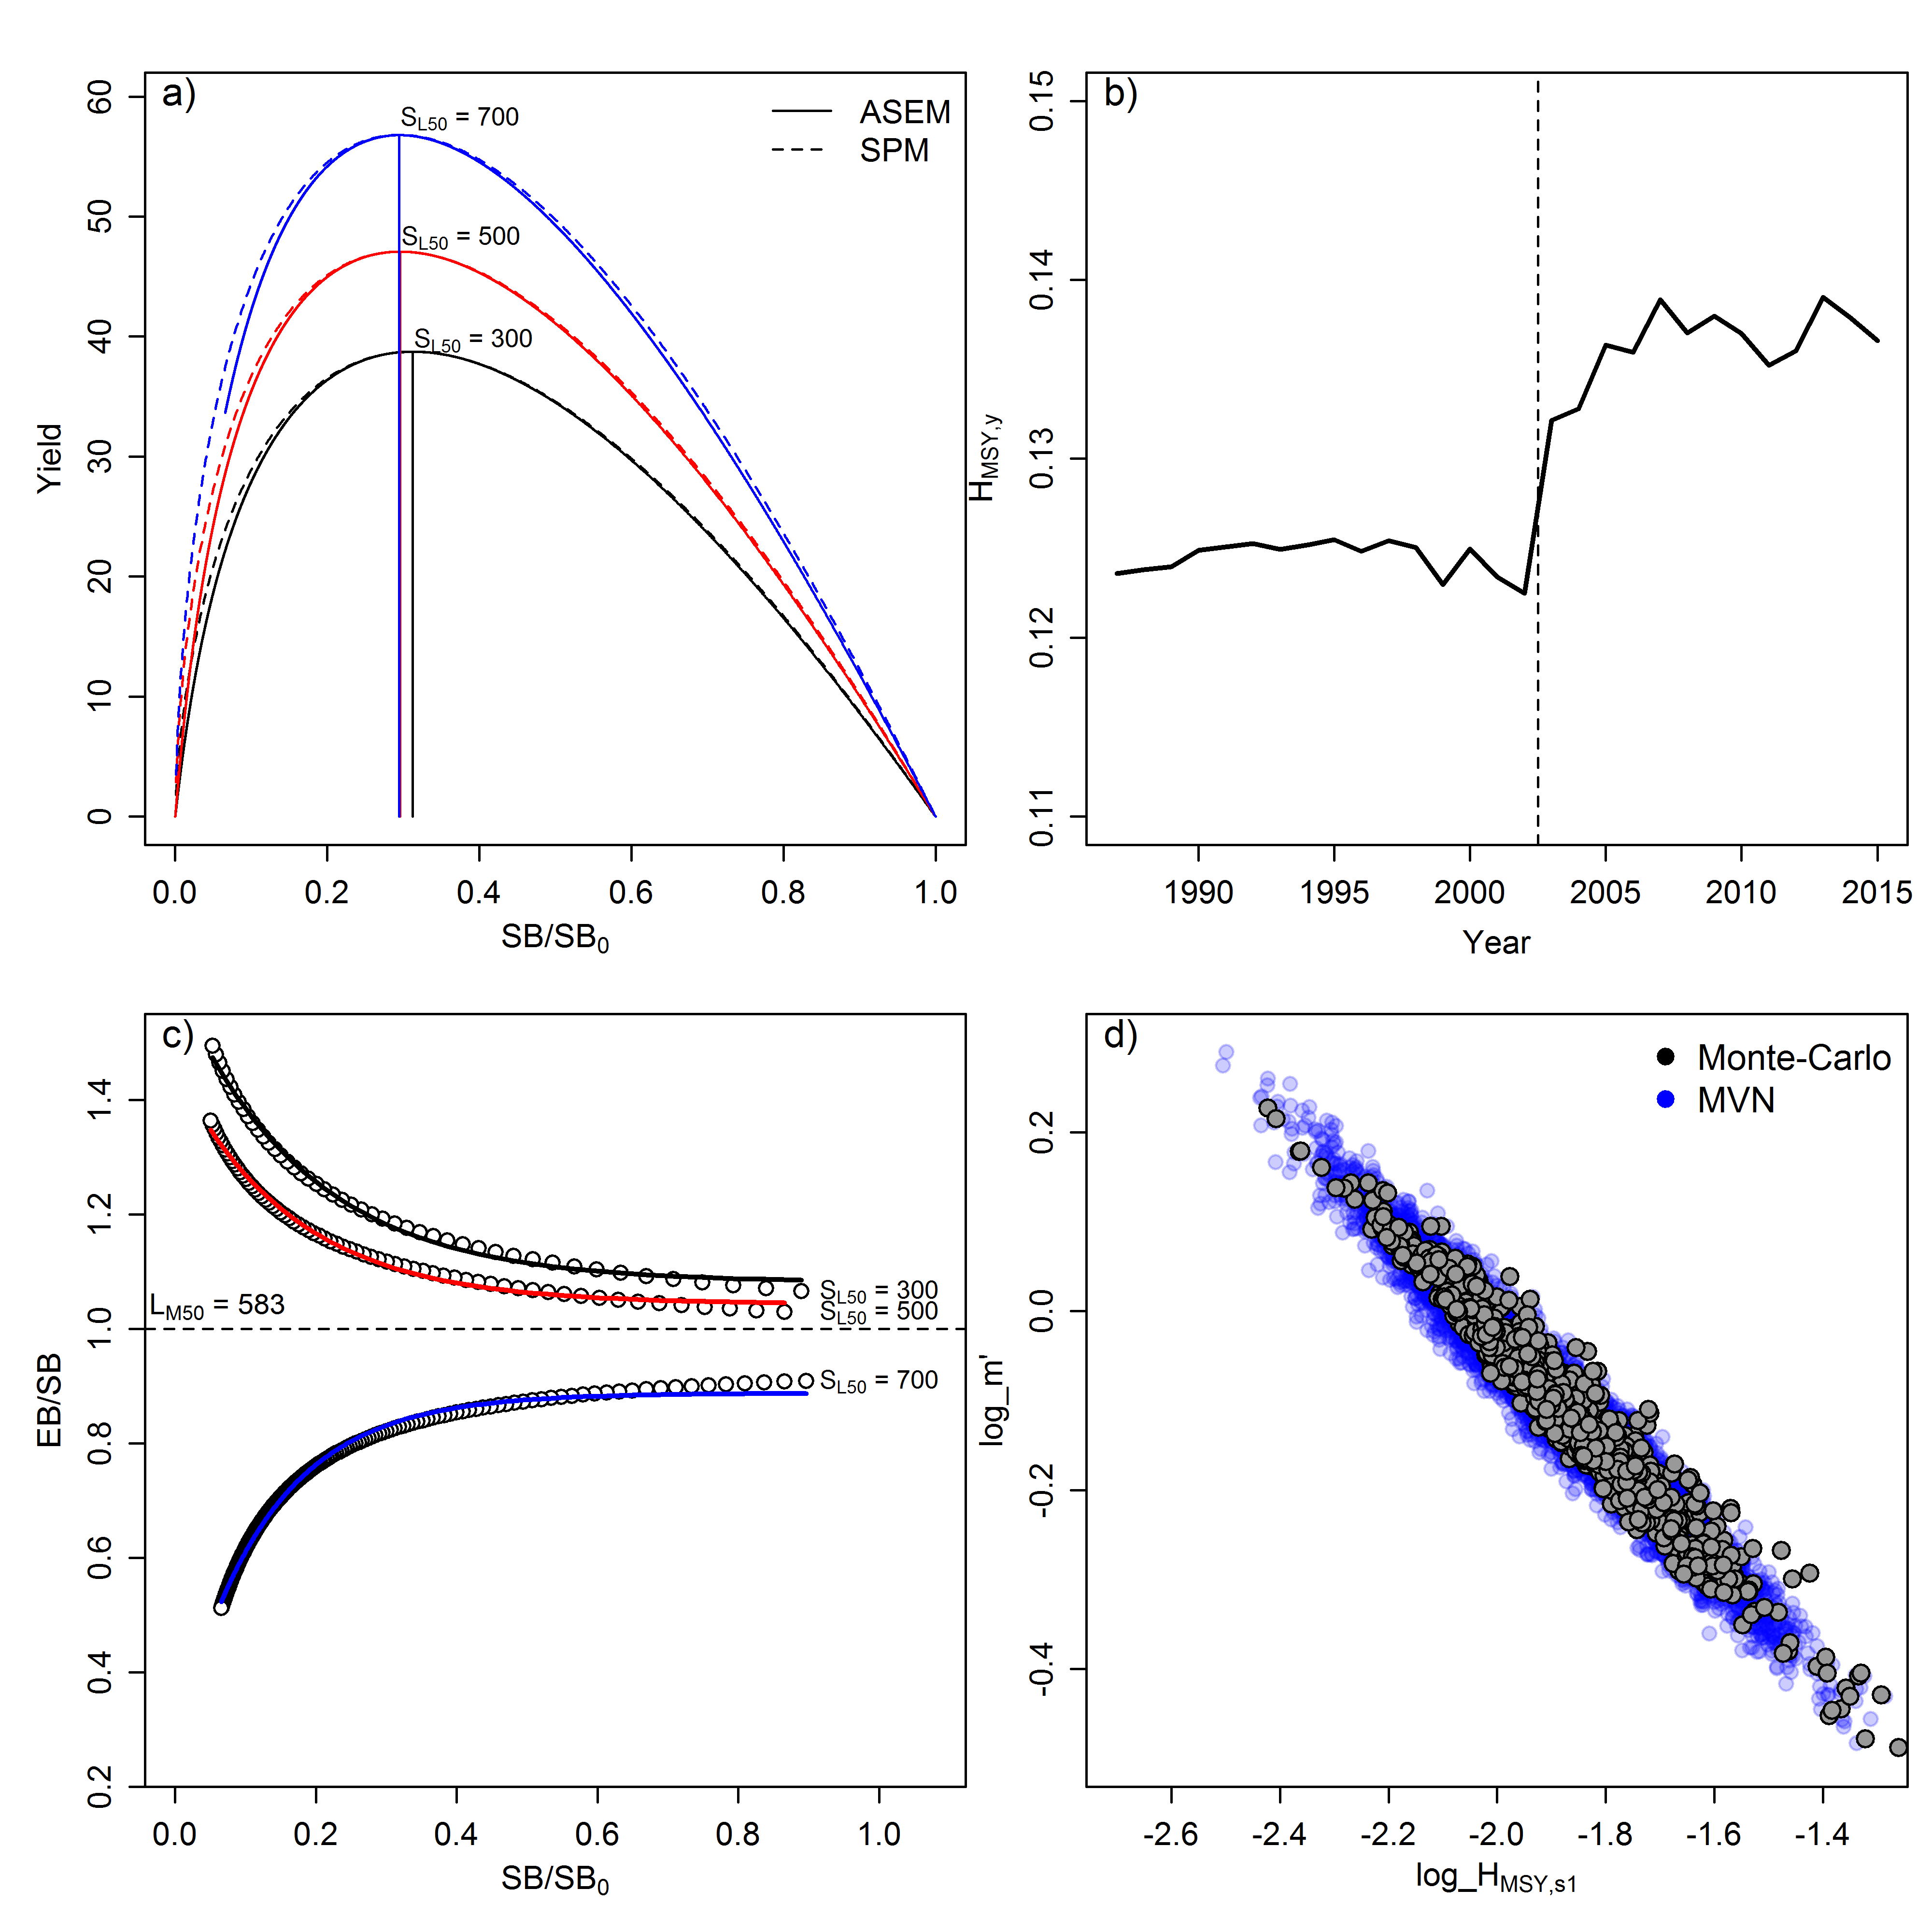 a)
S_L50 = 700
ASEM
SPM
S_L50 = 500
S_L50 = 300
Yield
0 10 20 30 40 50 60
0.0 0.2 0.4 0.6 0.8 1.0
SB/SB_0
b)
H_MSY,y
0.11 0.12 0.13 0.14 0.15
1990 1995 2000 2005 2010 2015
Year
c)
L_M50 = 583
S_L50 = 300
S_L50 = 500
S_L50 = 700
EB/SB
0.2 0.4 0.6 0.8 1.0 1.2 1.4
0.0 0.2 0.4 0.6 0.8 1.0
SB/SB_0
d)
Monte-Carlo
MVN
log_m'
-0.4 -0.2 0.0 0.2
-2.6 -2.4 -2.2 -2.0 -1.8 -1.6 -1.4
log_H_MSY,s1